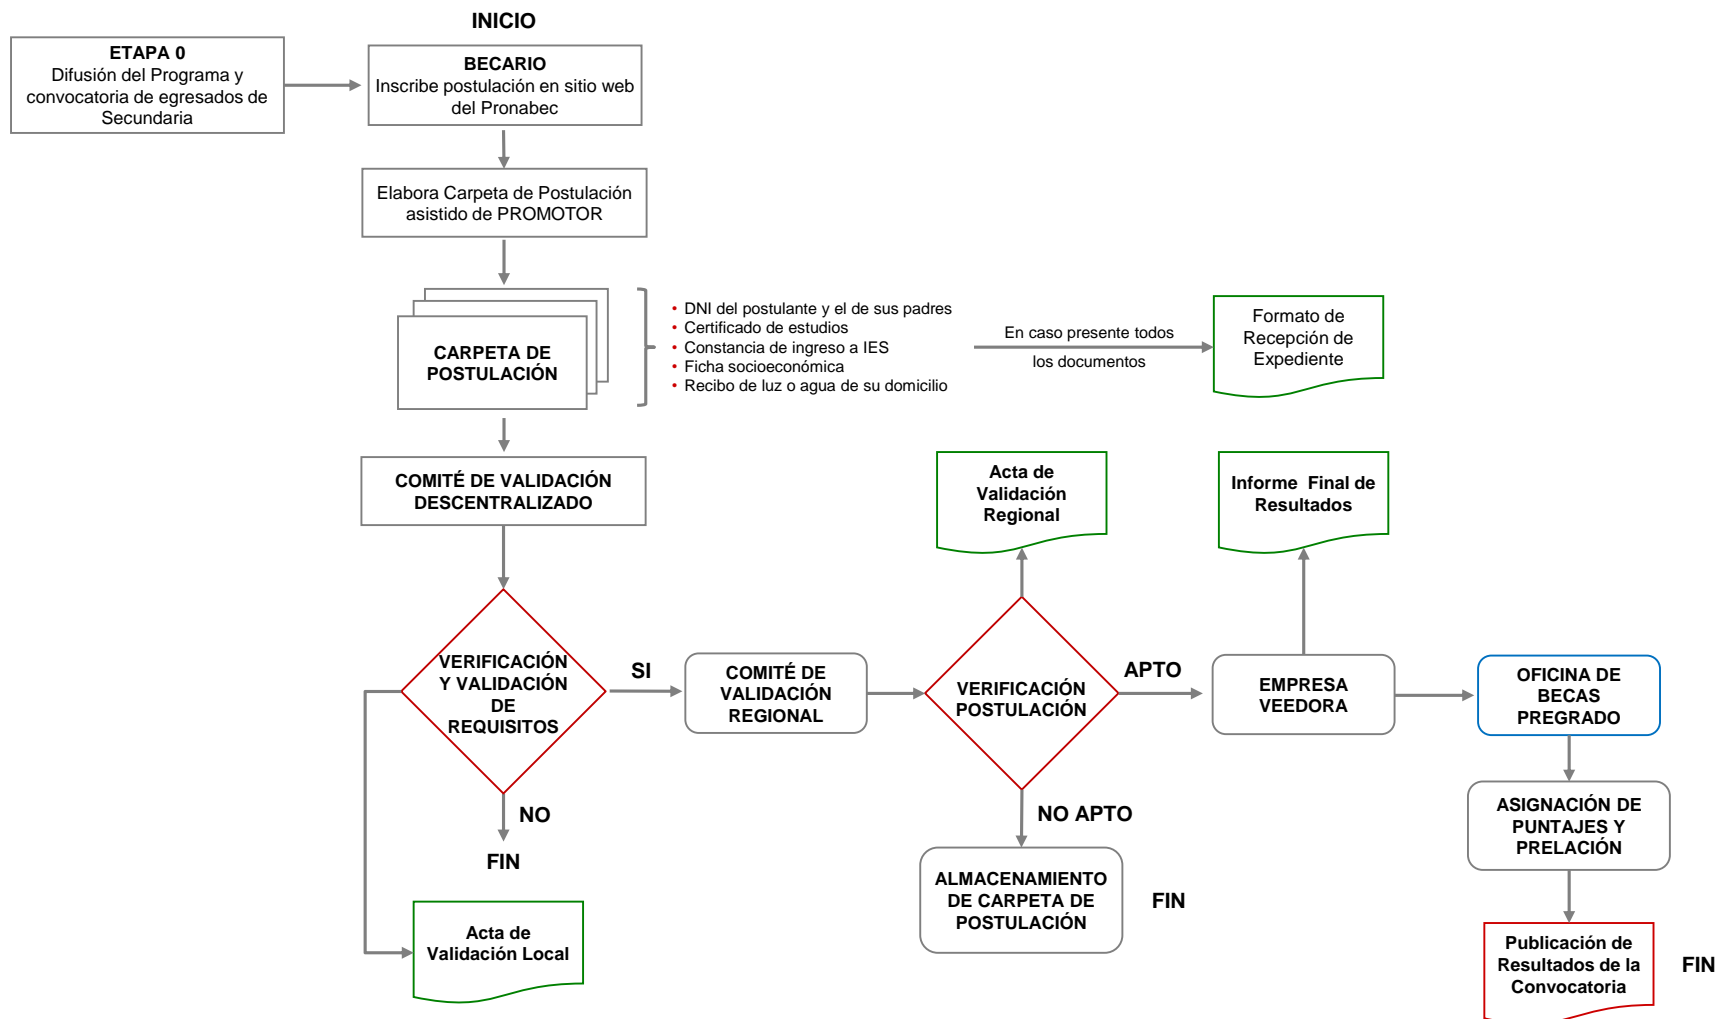 INICIO
ETAPA 0
Difusión del Programa y
convocatoria de egresados de
Secundaria
BECARIO
Inscribe postulación en sitio web
del Pronabec
Elabora Carpeta de Postulación
asistido de PROMOTOR
CARPETA DE
POSTULACIÓN
• DNI del postulante y el de sus padres
• Certificado de estudios
• Constancia de ingreso a IES
• Ficha socioeconómica
• Recibo de luz o agua de su domicilio
En caso presente todos
los documentos
Formato de
Recepción de
Expediente
COMITÉ DE VALIDACIÓN
DESCENTRALIZADO
Acta de
Validación
Regional
Informe Final de
Resultados
VERIFICACIÓN
Y VALIDACIÓN
DE
REQUISITOS
SI
COMITÉ DE
VALIDACIÓN
REGIONAL
VERIFICACIÓN
POSTULACIÓN
APTO
EMPRESA
VEEDORA
OFICINA DE
BECAS
PREGRADO
NO
FIN
NO APTO
ASIGNACIÓN DE
PUNTAJES Y
PRELACIÓN
ALMACENAMIENTO
DE CARPETA DE
POSTULACIÓN
FIN
Acta de
Validación Local
Publicación de
Resultados de la
Convocatoria
FIN